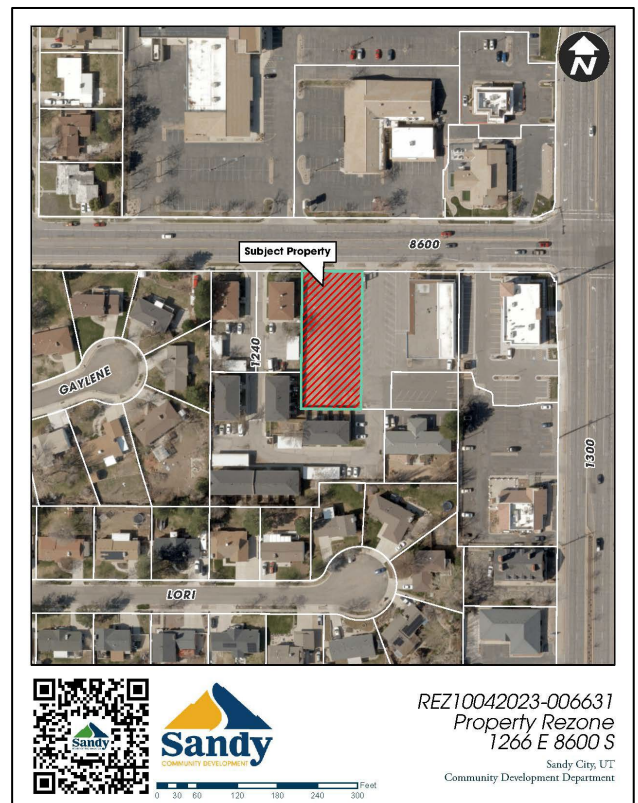 N
8600
Subject Property
1240
GAYLENE
1300
LORI
Sandy
Sandy
COMMUNITY DEVELOPMENT
REZ10042023-006631
Property Rezone
1266 E 8600 S
Sandy City, UT
Community Development Department
Feet
0 30 60 120 180 240 300